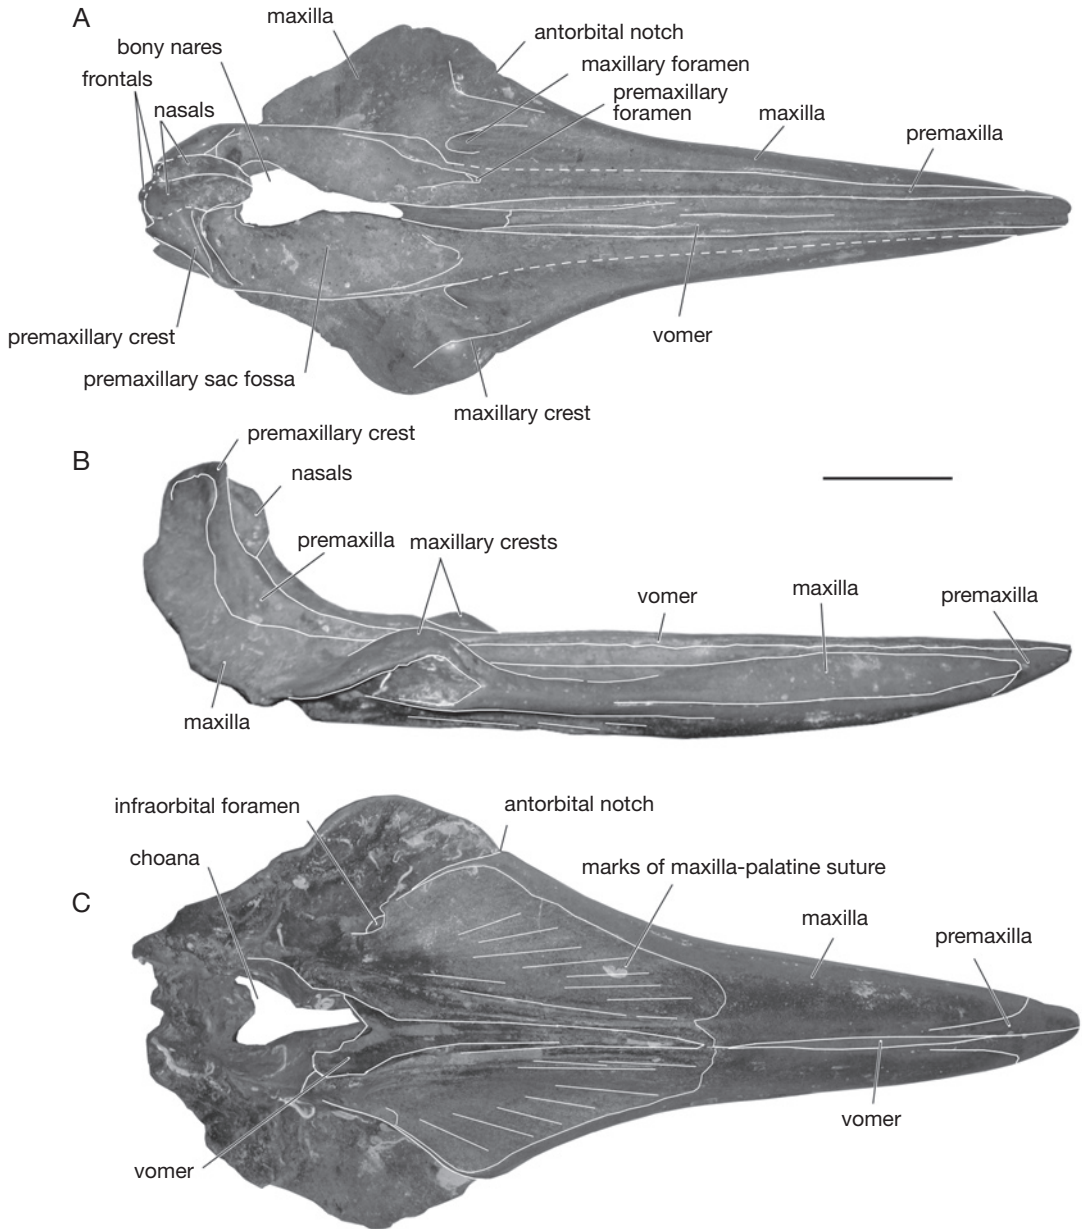 A
maxilla
antorbital notch
bony nares
maxillary foramen
frontals
premaxillary
foramen
nasals
maxilla
premaxilla
premaxillary crest
vomer
premaxillary sac fossa
maxillary crest
B
premaxillary crest
nasals
premaxilla
maxillary crests
vomer
maxilla
premaxilla
maxilla
C
infraorbital foramen
antorbital notch
choana
marks of maxilla-palatine suture
maxilla
premaxilla
vomer
vomer